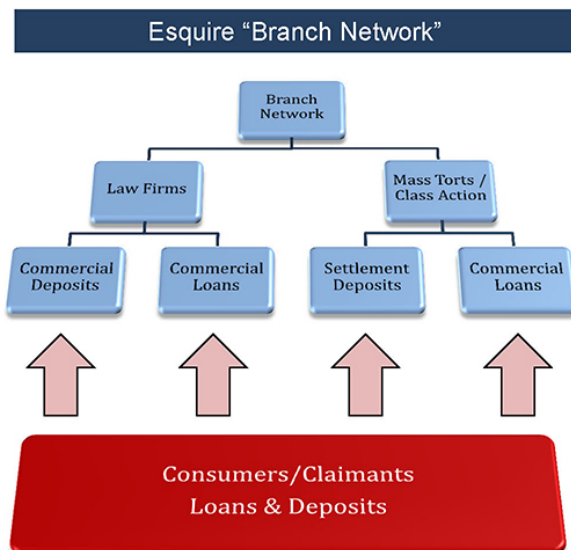 Esquire “Branch Network”
Branch
Network
Law Firms
Mass Torts /
Class Action
Commercial
Deposits
Commercial
Loans
Settlement
Deposits
Commercial
Loans
Consumers/Claimants
Loans & Deposits